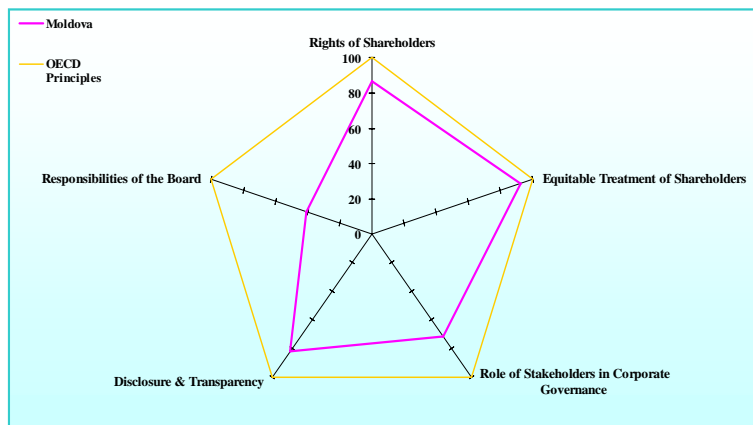 Moldova
OECD
Principles
Rights of Shareholders
100
80
60
40
20
0
Equitable Treatment of Shareholders
Responsibilities of the Board
Role of Stakeholders in Corporate
Governance
Disclosure & Transparency